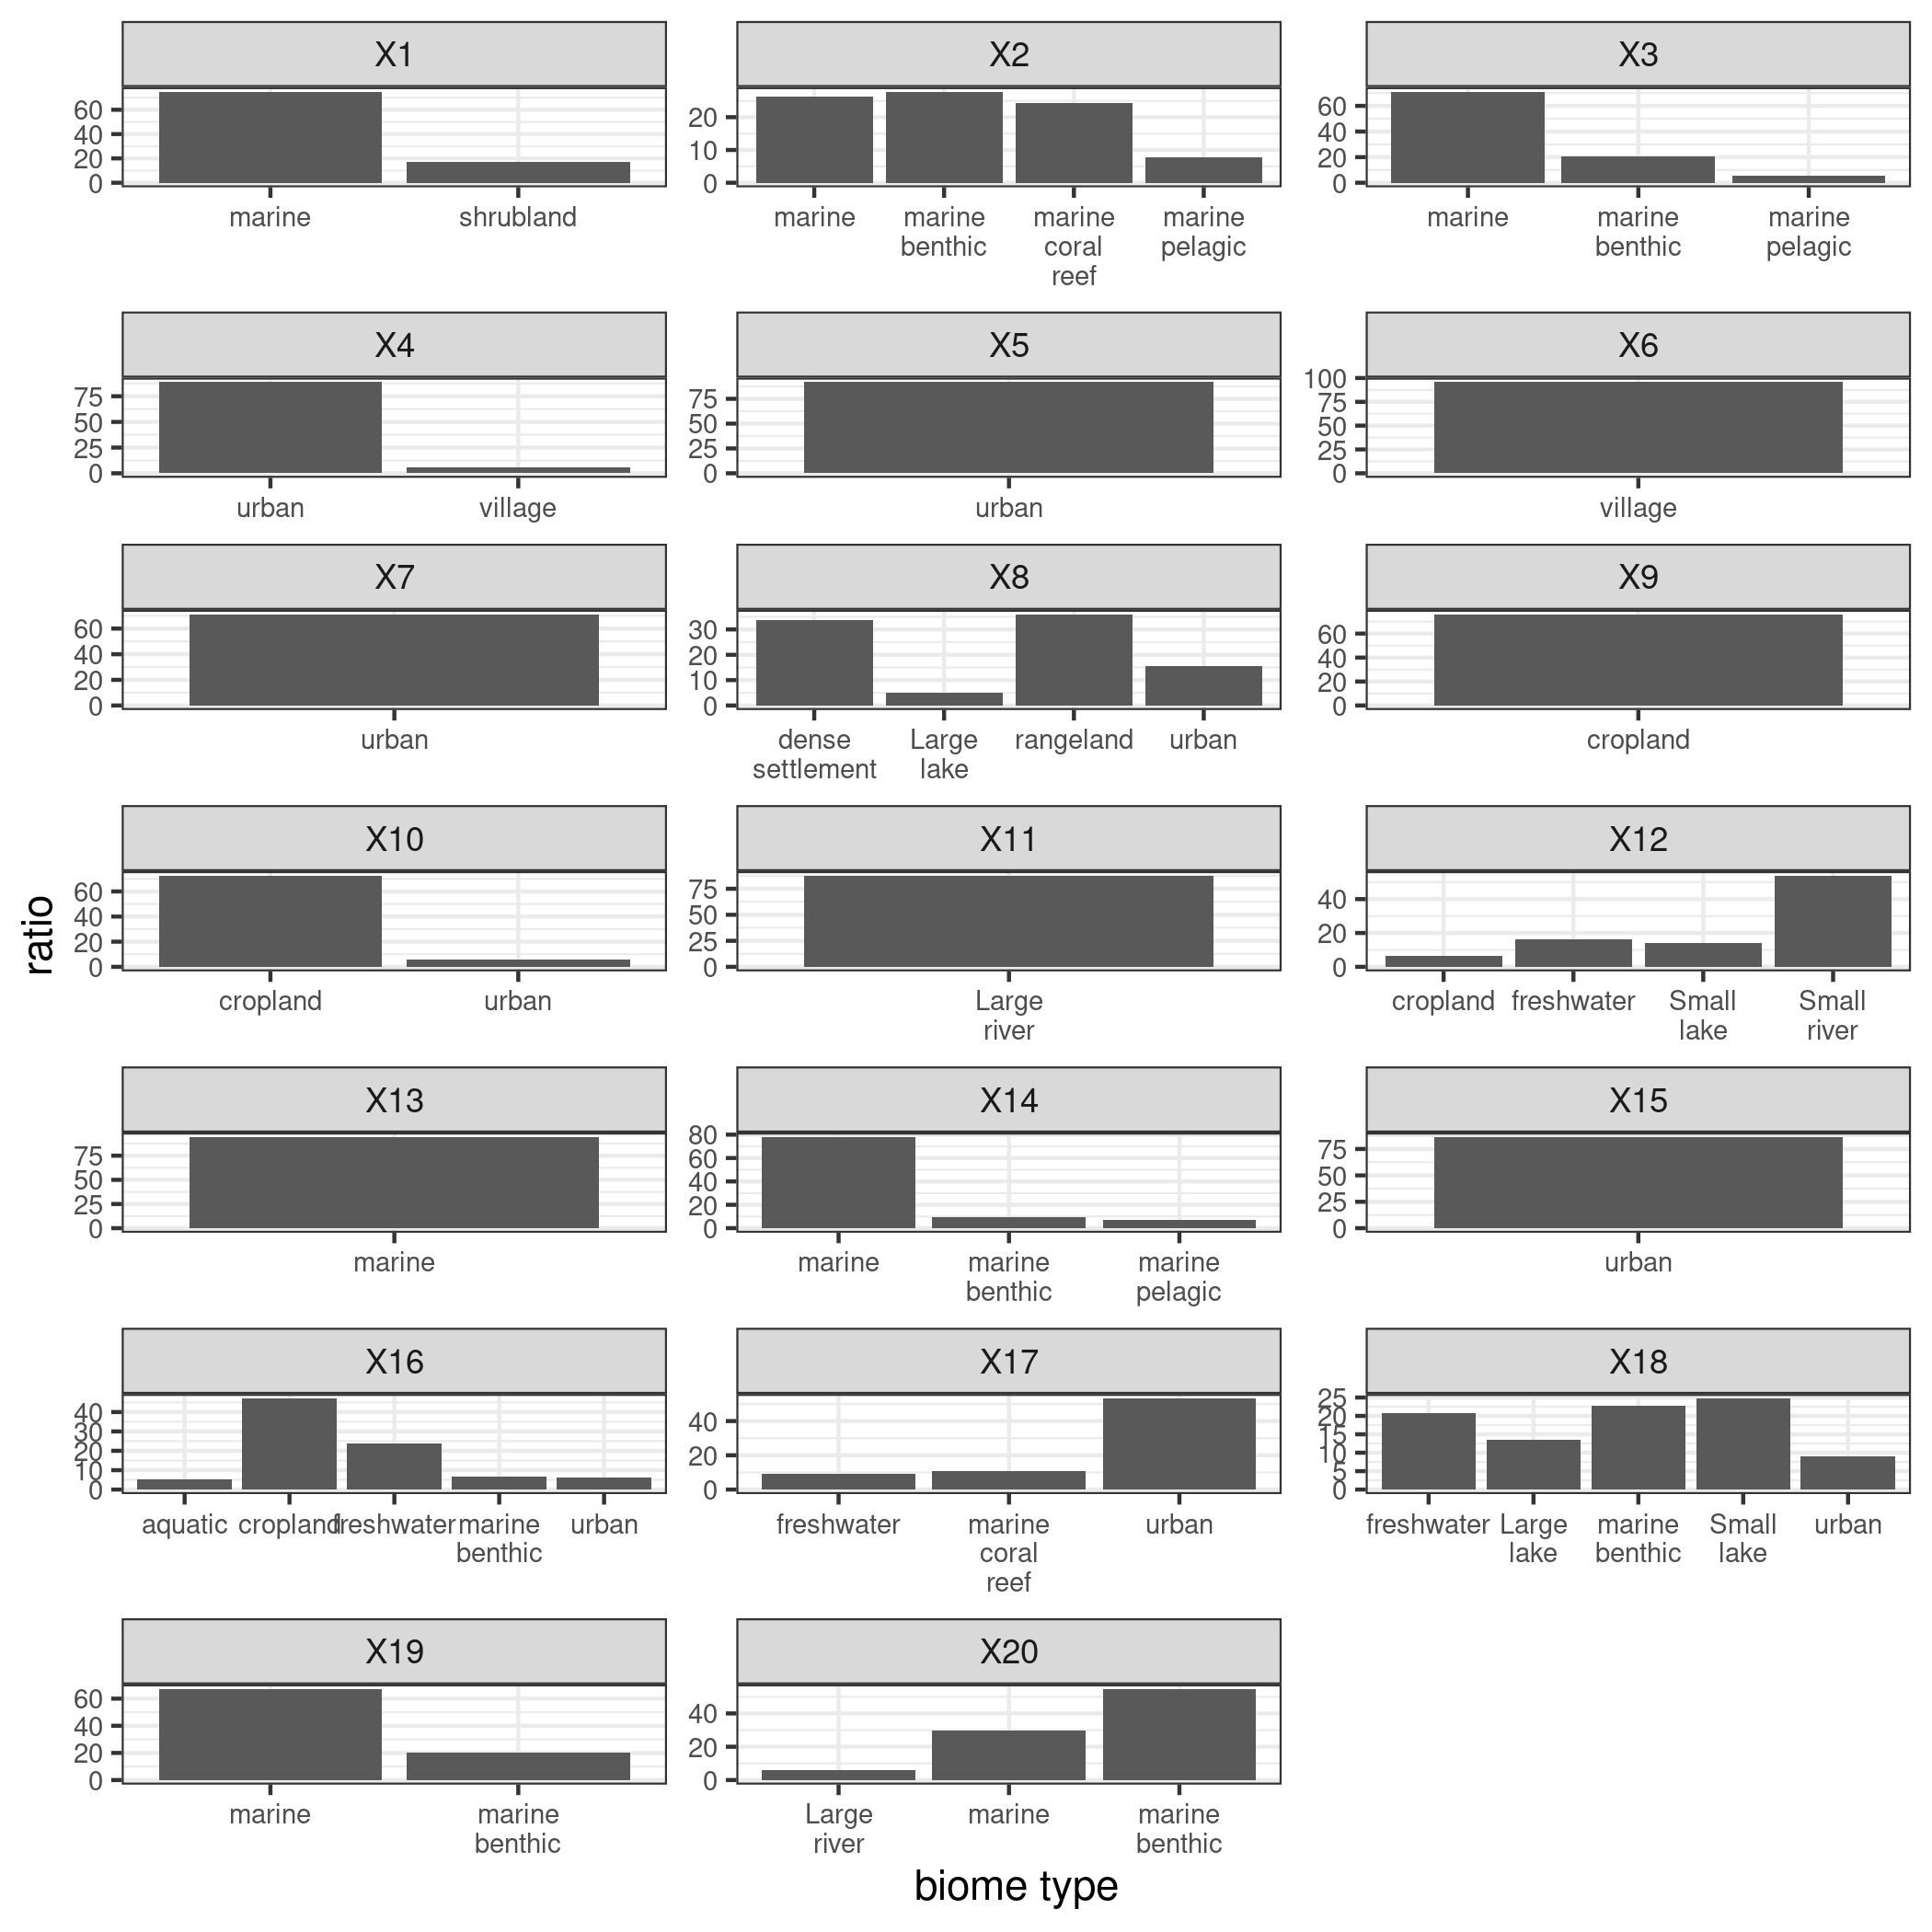 X1
X2
X3
60
40
20
0
20
10
0
60
40
20
0
marine shrubland
marine marine marine marine
benthic coral pelagic
reef
marine marine marine
benthic pelagic
X4
X5
X6
75
50
25
0
75
50
25
0
100
75
50
25
0
urban village
urban
village
X7
X8
X9
60
40
20
0
30
20
10
0
60
40
20
0
urban
dense Large rangeland urban
settlement lake
cropland
X10
X11
X12
60
40
20
0
75
50
25
0
40
20
0
cropland urban
Large
river
cropland freshwater Small Small
lake river
X13
X14
X15
75
50
25
0
80
60
40
20
0
75
50
25
0
marine
marine marine marine
benthic pelagic
urban
X16
X17
X18
40
30
20
10
0
40
20
0
25
20
15
10
5
0
aquatic cropland freshwater marine urban
benthic
freshwater marine urban
coral
reef
freshwater Large marine Small urban
lake benthic lake
X19
X20
60
40
20
0
40
20
0
marine marine
benthic
Large marine marine
river benthic
ratio
biome type